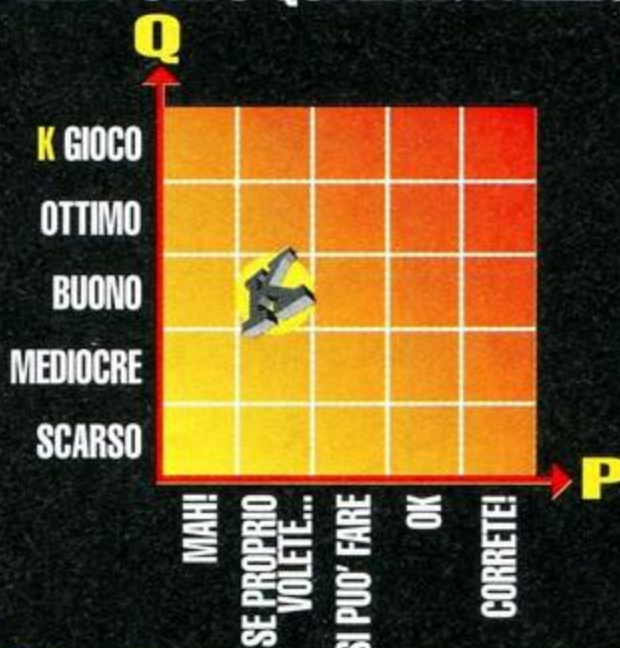 Q
K GIOCO
OTTIMO
BUONO
MEDIOCRE
SCARSO
P
MAH!
SE PROPRIO
VOLETE...
SI PUO' FARE
OK
CORRETE!